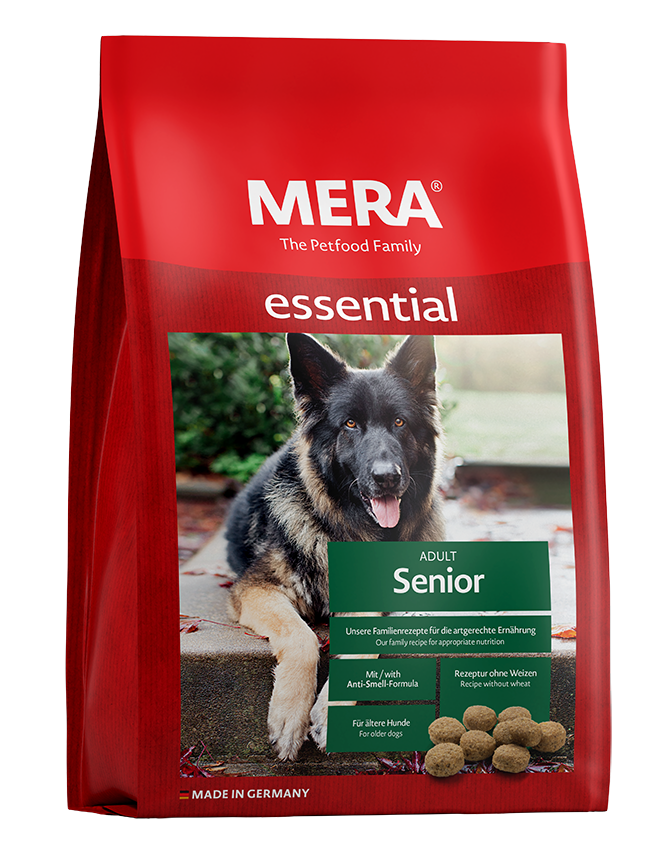 MERA®
The Petfood Family
essential
ADULT
Senior
Unsere Familienrezepte für die artgerechte Ernährung
Our family recipe for appropriate nutrition
Mit / with
Anti-Smell-Formula
Rezeptur ohne Weizen
Recipe without wheat
Für ältere Hunde
For older dogs
MADE IN GERMANY